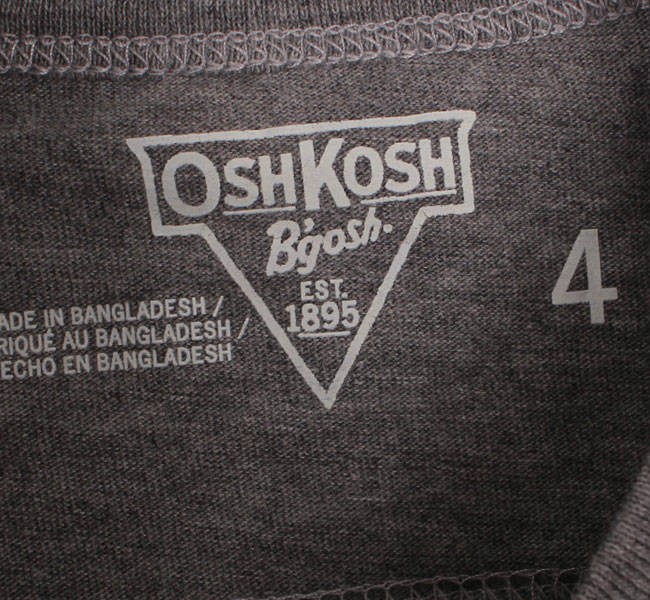 OSHKOSH
B'gosh.
EST.
1895
4
ADE IN BANGLADESH /
RIQUÉ AU BANGLADESH /
ECHO EN BANGLADESH